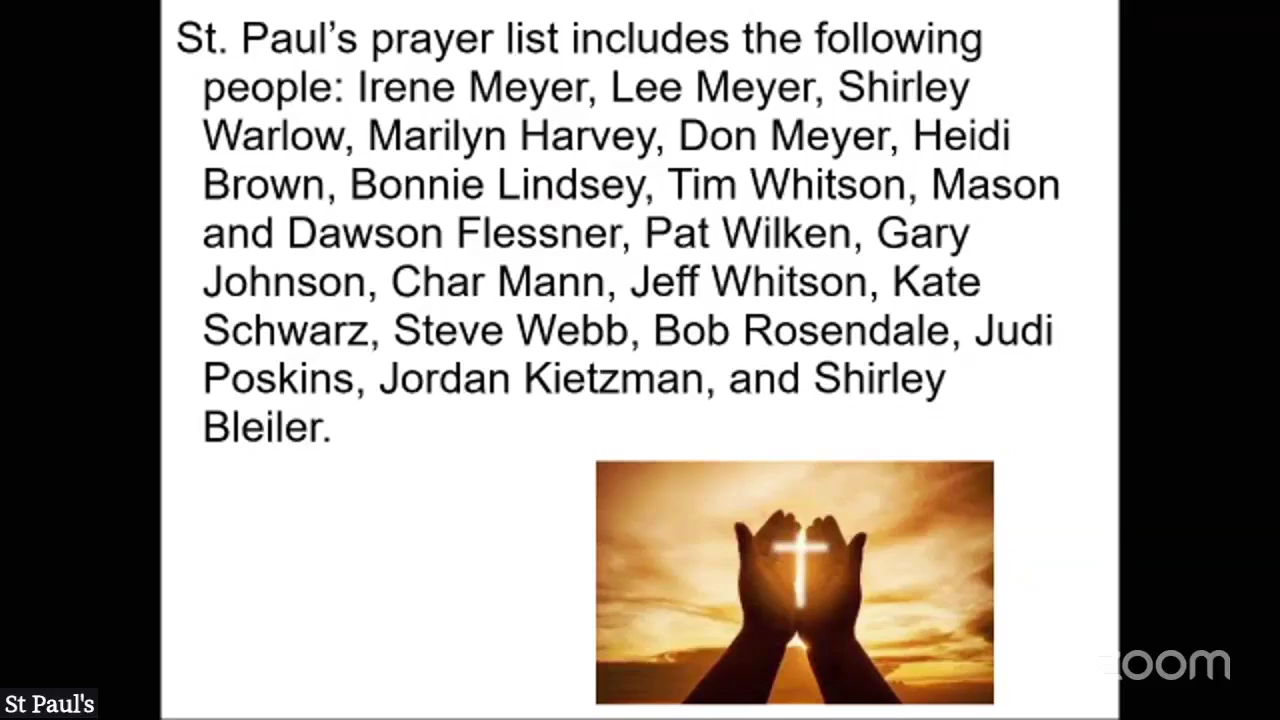 St. Paul’s prayer list includes the following
people: Irene Meyer, Lee Meyer, Shirley
Warlow, Marilyn Harvey, Don Meyer, Heidi
Brown, Bonnie Lindsey, Tim Whitson, Mason
and Dawson Flessner, Pat Wilken, Gary
Johnson, Char Mann, Jeff Whitson, Kate
Schwarz, Steve Webb, Bob Rosendale, Judi
Poskins, Jordan Kietzman, and Shirley
Bleiler.
zoom
St Paul's